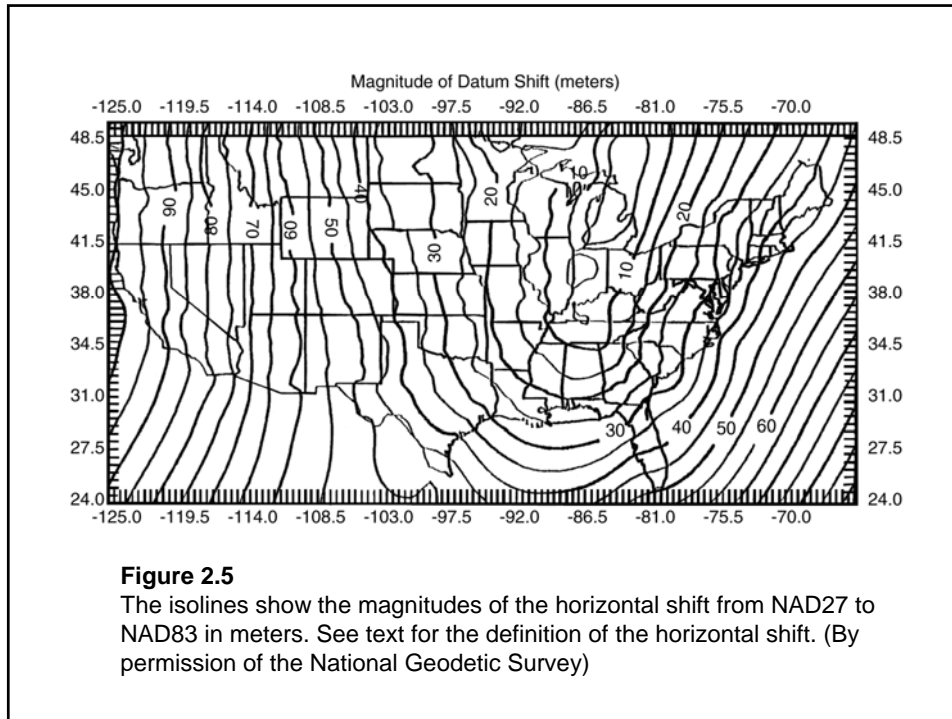 Magnitude of Datum Shift (meters)
-125.0 -119.5 -114.0 -108.5 -103.0 -97.5 -92.0 -86.5 -81.0 -75.5 -70.0
48.5 48.5
10
0
45.0 40 20 45.0
90 80 70 60 50 20
41.5 30 10 41.5
38.0 38.0
34.5 34.5
31.0 31.0
30 40 50 60
27.5 27.5
24.0 24.0
-125.0 -119.5 -114.0 -108.5 -103.0 -97.5 -92.0 -86.5 -81.0 -75.5 -70.0
Figure 2.5
The isolines show the magnitudes of the horizontal shift from NAD27 to
NAD83 in meters. See text for the definition of the horizontal shift. (By
permission of the National Geodetic Survey)